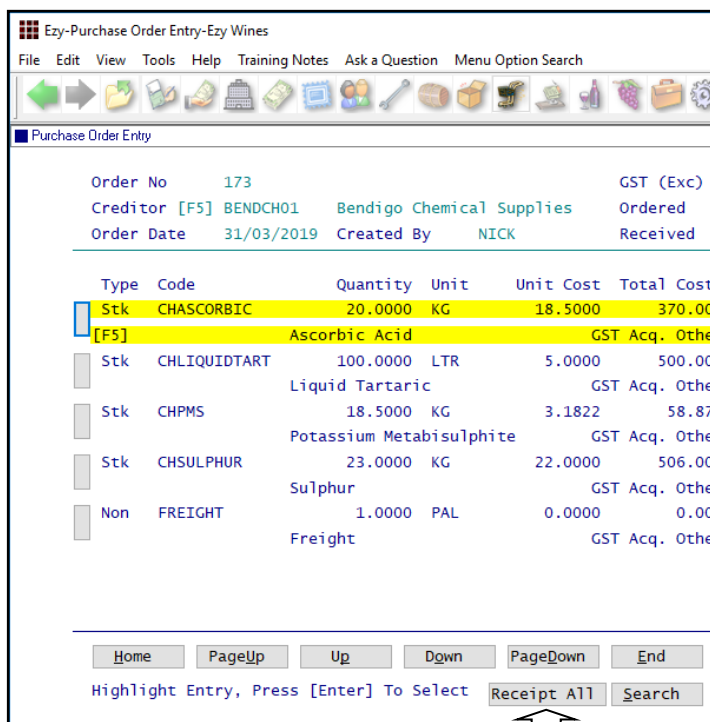 Ezy-Purchase Order Entry-Ezy Wines
File Edit View Tools Help Training Notes Ask a Question Menu Option Search
Purchase Order Entry
Order No 173 GST (Exc)
Creditor [F5] BENDCH01 Bendigo Chemical Supplies Ordered
Order Date 31/03/2019 Created By NICK Received
Type Code Quantity Unit Unit Cost Total Cost
Stk CHASCORBIC 20.0000 KG 18.5000 370.00
[F5] Ascorbic Acid GST Acq. Othe
Stk CHLIQUIDTART 100.0000 LTR 5.0000 500.00
Liquid Tartaric GST Acq. Othe
Stk CHPMS 18.5000 KG 3.1822 58.87
Potassium Metabisulphite GST Acq. Othe
Stk CHSULPHUR 23.0000 KG 22.0000 506.00
Sulphur GST Acq. Othe
Non FREIGHT 1.0000 PAL 0.0000 0.00
Freight GST Acq. Othe
Home PageUp Up Down PageDown End
Highlight Entry, Press [Enter] To Select Receipt All Search